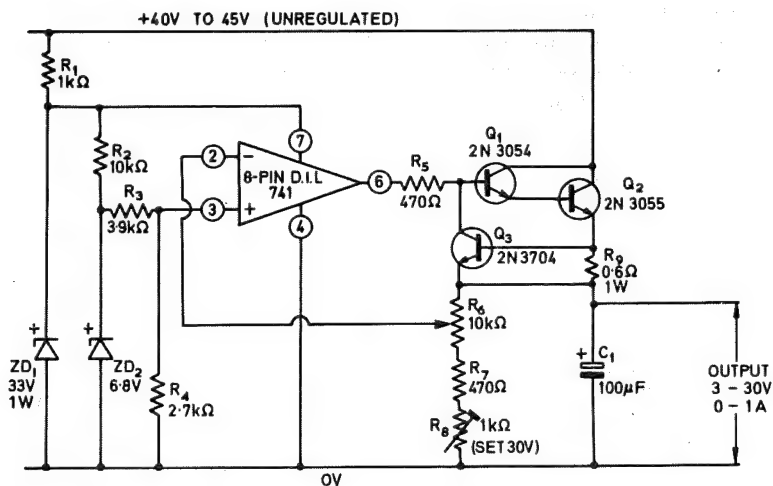 +40V TO 45V (UNREGULATED)
R1
1kΩ
R2
10kΩ
R3
3·9kΩ
2
3
7
8-PIN D.I.L
741
4
6
R5
470Ω
Q1
2N 3054
Q2
2N 3055
Q3
2N3704
R9
0·6Ω
1W
R6
10kΩ
R7
470Ω
R8
1kΩ
(SET 30V)
+
C1
100μF
OUTPUT
3 – 30V
0 – 1A
+
ZD1
33V
1W
+
ZD2
6·8V
R4
2·7kΩ
0V